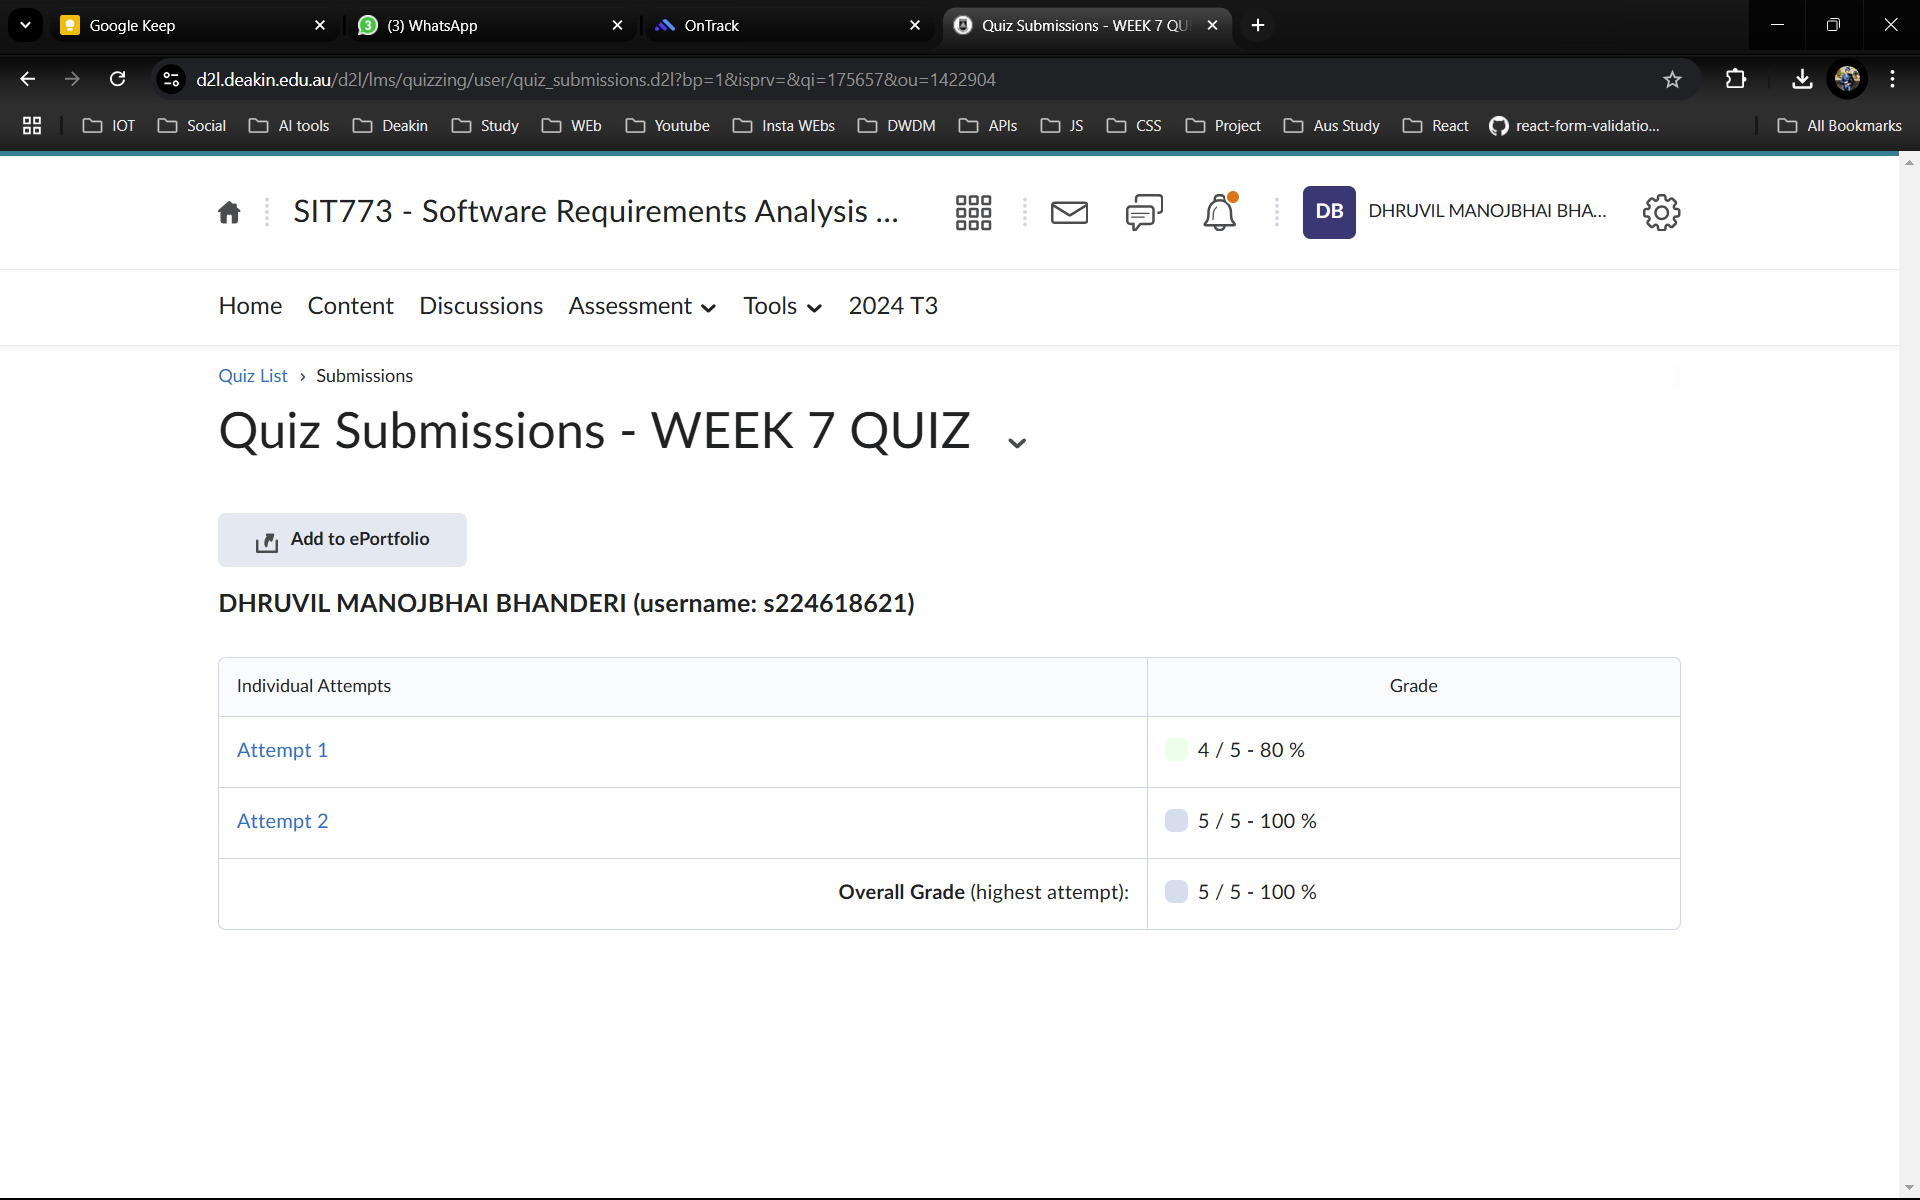 Google Keep
3
(3) WhatsApp
OnTrack
Quiz Submissions - WEEK 7 QU
d2l.deakin.edu.au/d2l/lms/quizzing/user/quiz_submissions.d2l?bp=1&isprv=&qi=175657&ou=1422904
IOT
Social
AI tools
Deakin
Study
WEb
Youtube
Insta WEbs
DWDM
APIs
JS
CSS
Project
Aus Study
React
react-form-validatio...
All Bookmarks
SIT773 - Software Requirements Analysis ...
DB
DHRUVIL MANOJBHAI BHA...
Home
Content
Discussions
Assessment
Tools
2024 T3
Quiz List › Submissions
Quiz Submissions - WEEK 7 QUIZ
Add to ePortfolio
DHRUVIL MANOJBHAI BHANDERI (username: s224618621)
Individual Attempts
Grade
Attempt 1
4 / 5 - 80 %
Attempt 2
5 / 5 - 100 %
Overall Grade (highest attempt):
5 / 5 - 100 %